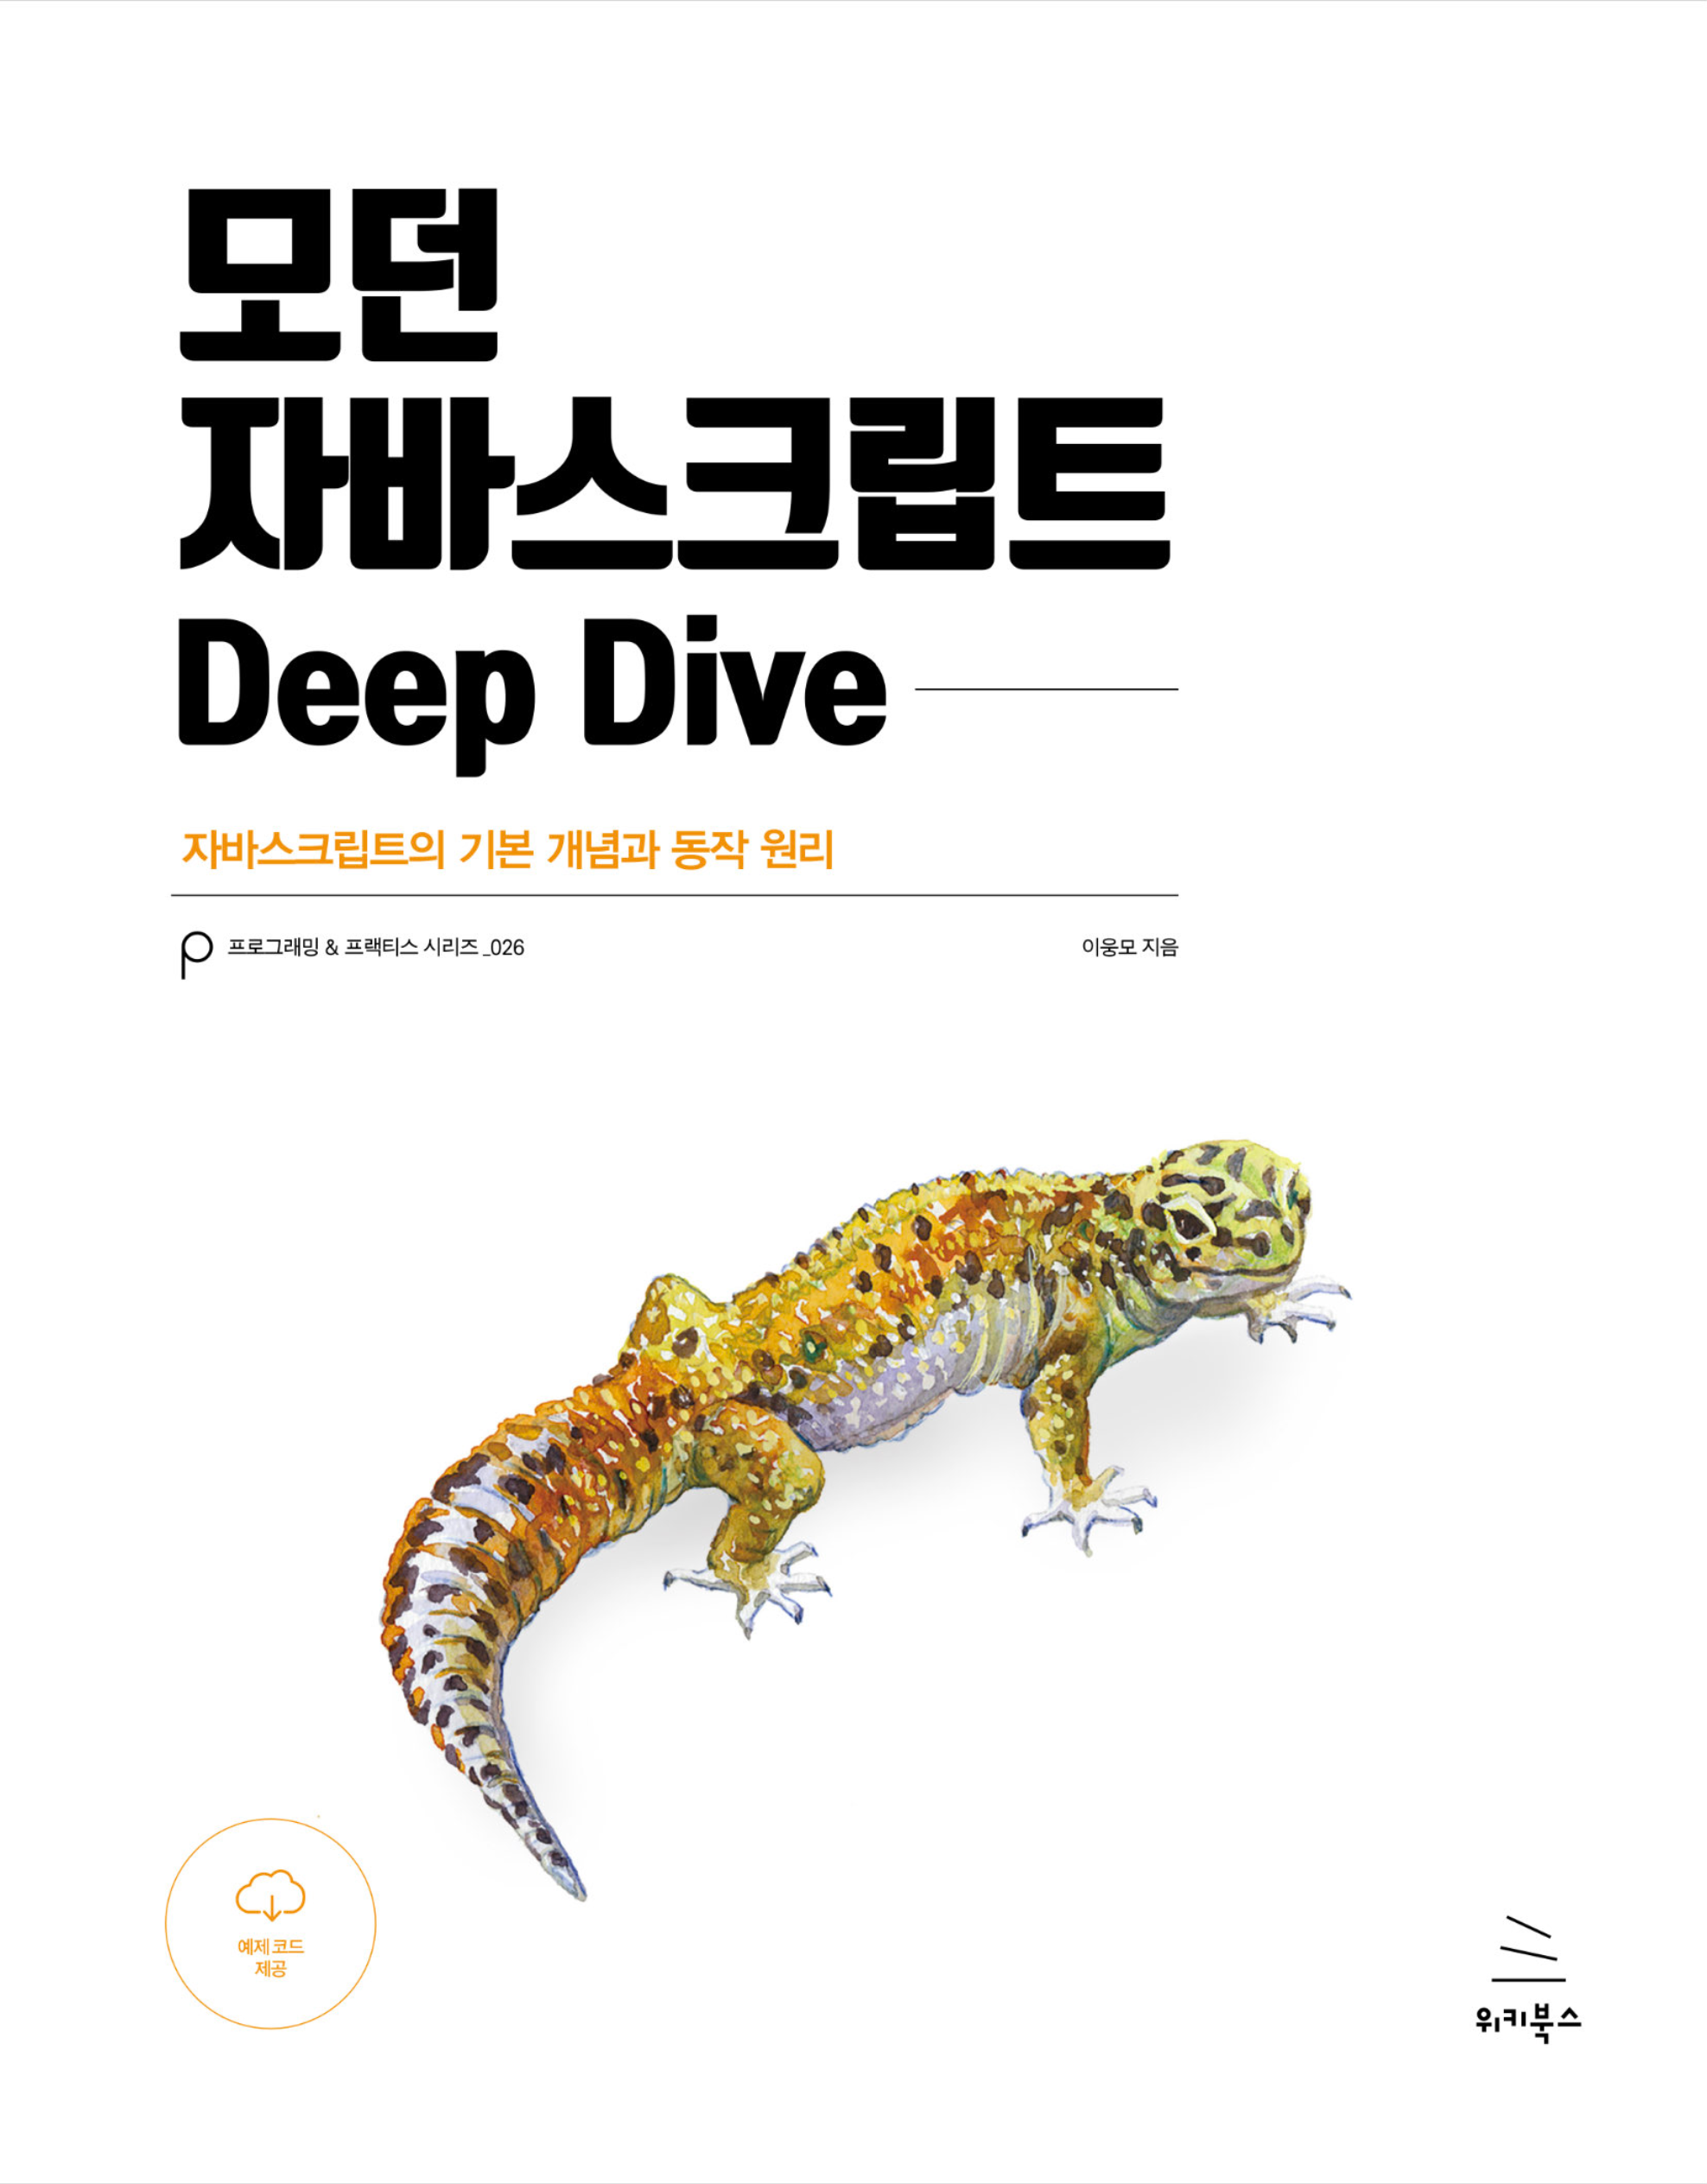 모던
자바스크립트
Deep Dive
자바스크립트의 기본 개념과 동작 원리
프로그래밍 & 프랙티스 시리즈 _026
이웅모 지음
예제 코드
제공
위키북스